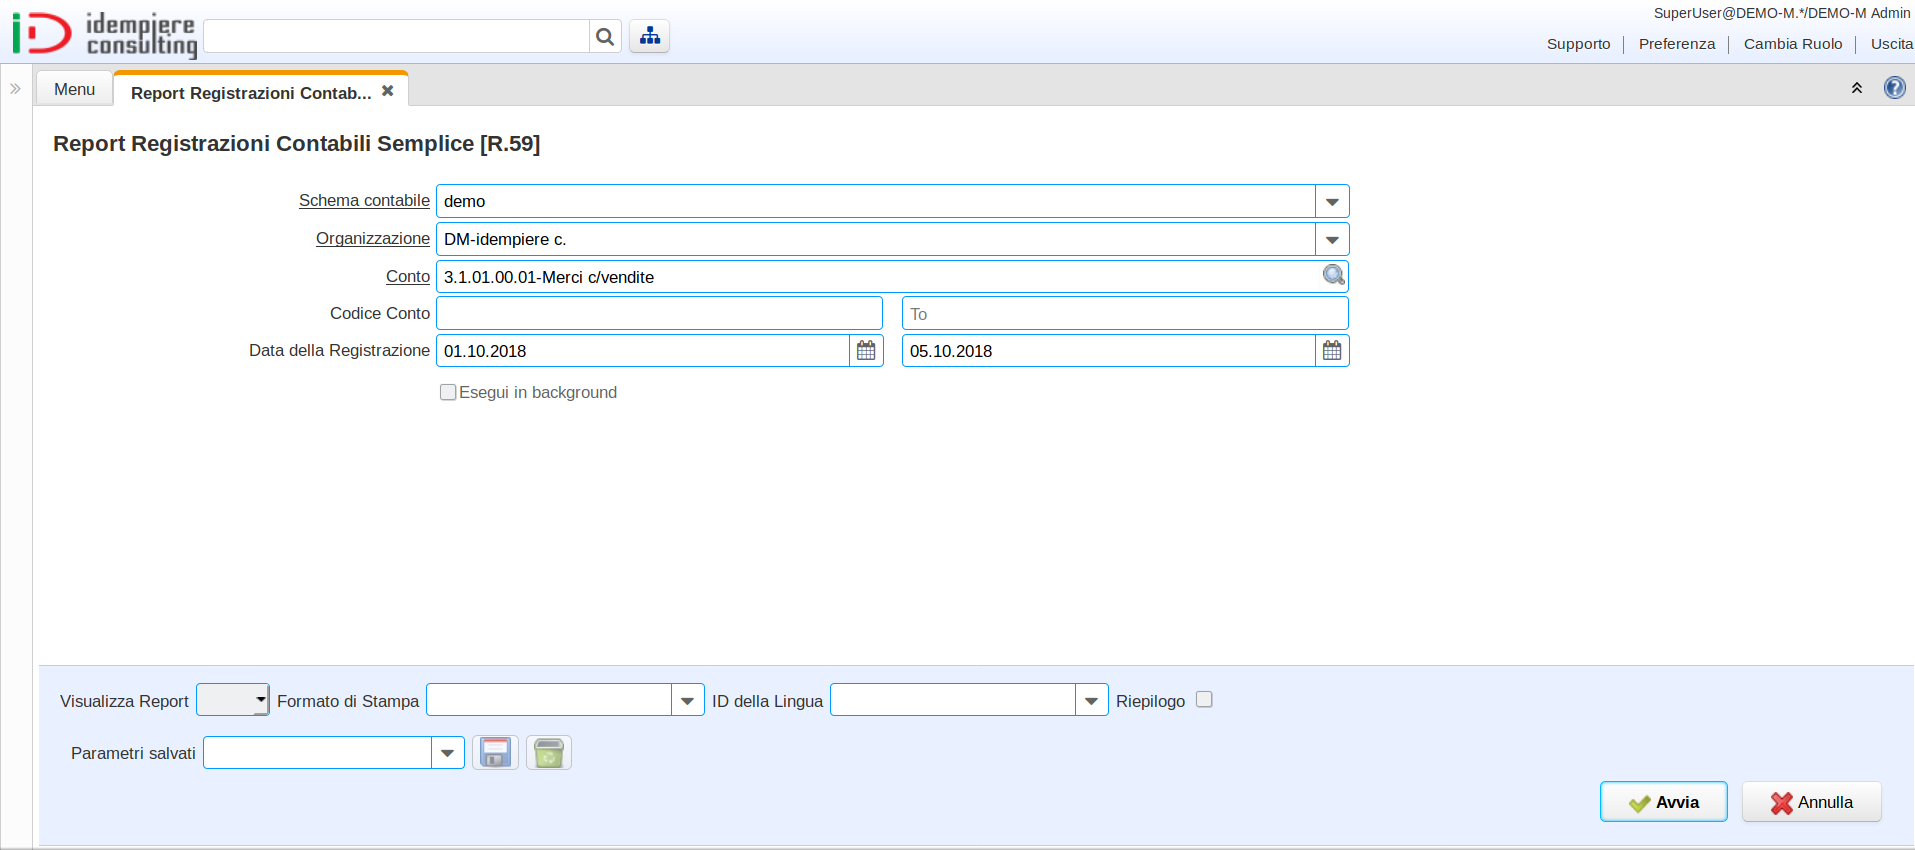 idempiere
consulting
SuperUser@DEMO-M.*/DEMO-M Admin
Supporto Preferenza Cambia Ruolo Uscita
Menu Report Registrazioni Contab...
Report Registrazioni Contabili Semplice [R.59]
Schema contabile demo
Organizzazione DM-idempiere c.
Conto 3.1.01.00.01-Merci c/vendite
Codice Conto To
Data della Registrazione 01.10.2018 05.10.2018
Esegui in background
Visualizza Report Formato di Stampa ID della Lingua Riepilogo
Parametri salvati
Avvia Annulla